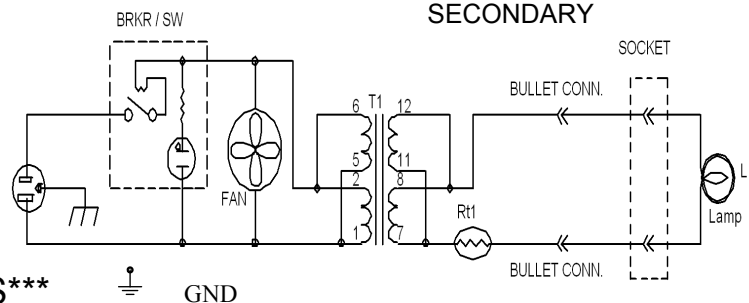 SECONDARY
BRKR / SW
SOCKET
BULLET CONN.
6 T1 12
5 11
2 8
1 7
FAN
Rt1
L
Lamp
BULLET CONN.
S***
GND